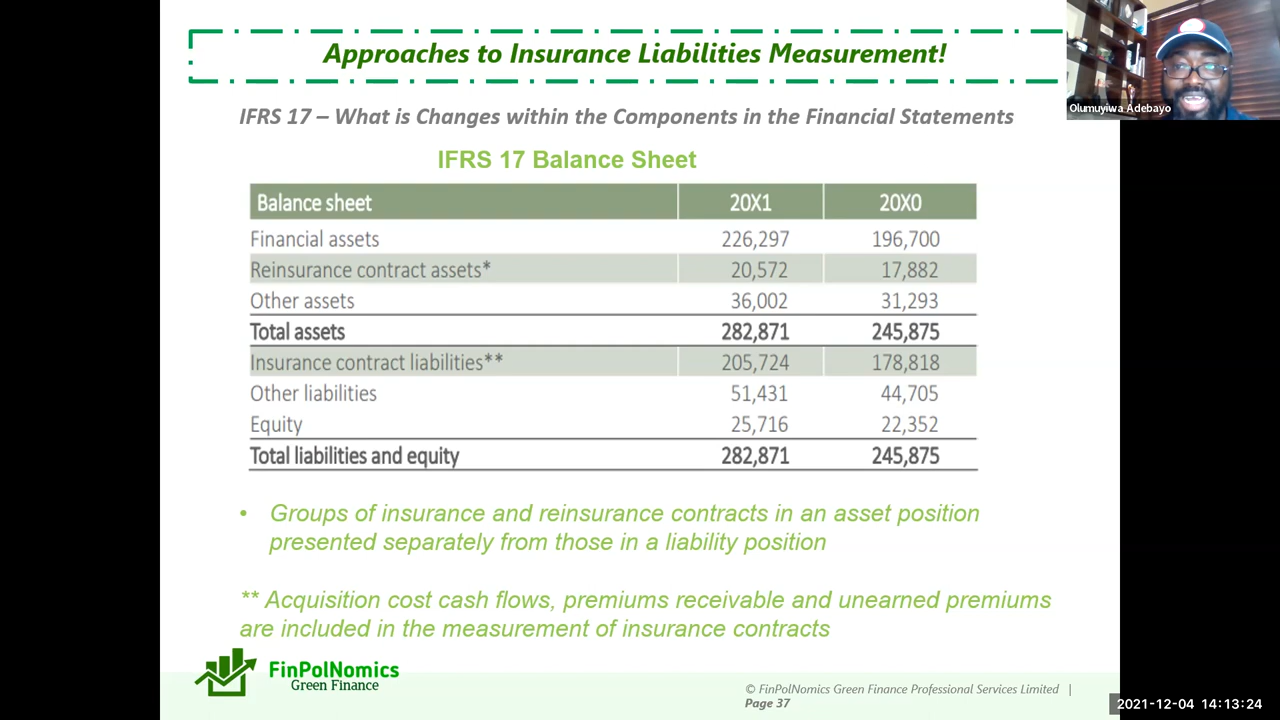 Approaches to Insurance Liabilities Measurement!
Olumuyiwa Adebayo
IFRS 17 – What is Changes within the Components in the Financial Statements
IFRS 17 Balance Sheet
Balance sheet 20X1 20X0
Financial assets 226,297 196,700
Reinsurance contract assets* 20,572 17,882
Other assets 36,002 31,293
Total assets 282,871 245,875
Insurance contract liabilities** 205,724 178,818
Other liabilities 51,431 44,705
Equity 25,716 22,352
Total liabilities and equity 282,871 245,875
• Groups of insurance and reinsurance contracts in an asset position
presented separately from those in a liability position
** Acquisition cost cash flows, premiums receivable and unearned premiums
are included in the measurement of insurance contracts
FinPolNomics
Green Finance
© FinPolNomics Green Finance Professional Services Limited |
Page 37
2021-12-04 14:13:24